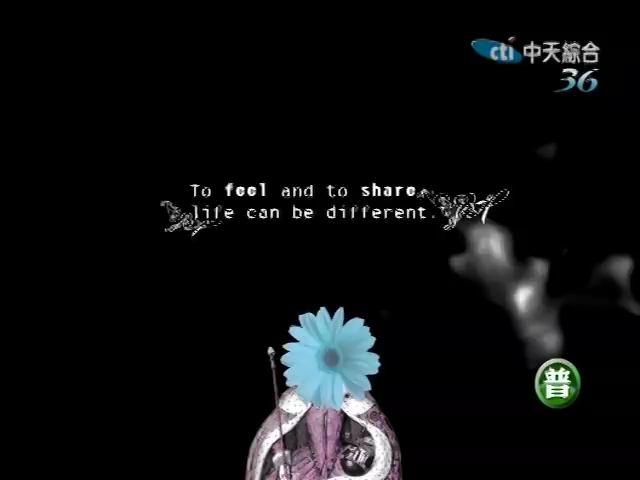 cti 中天綜合
36
To feel and to share,
life can be different.
普